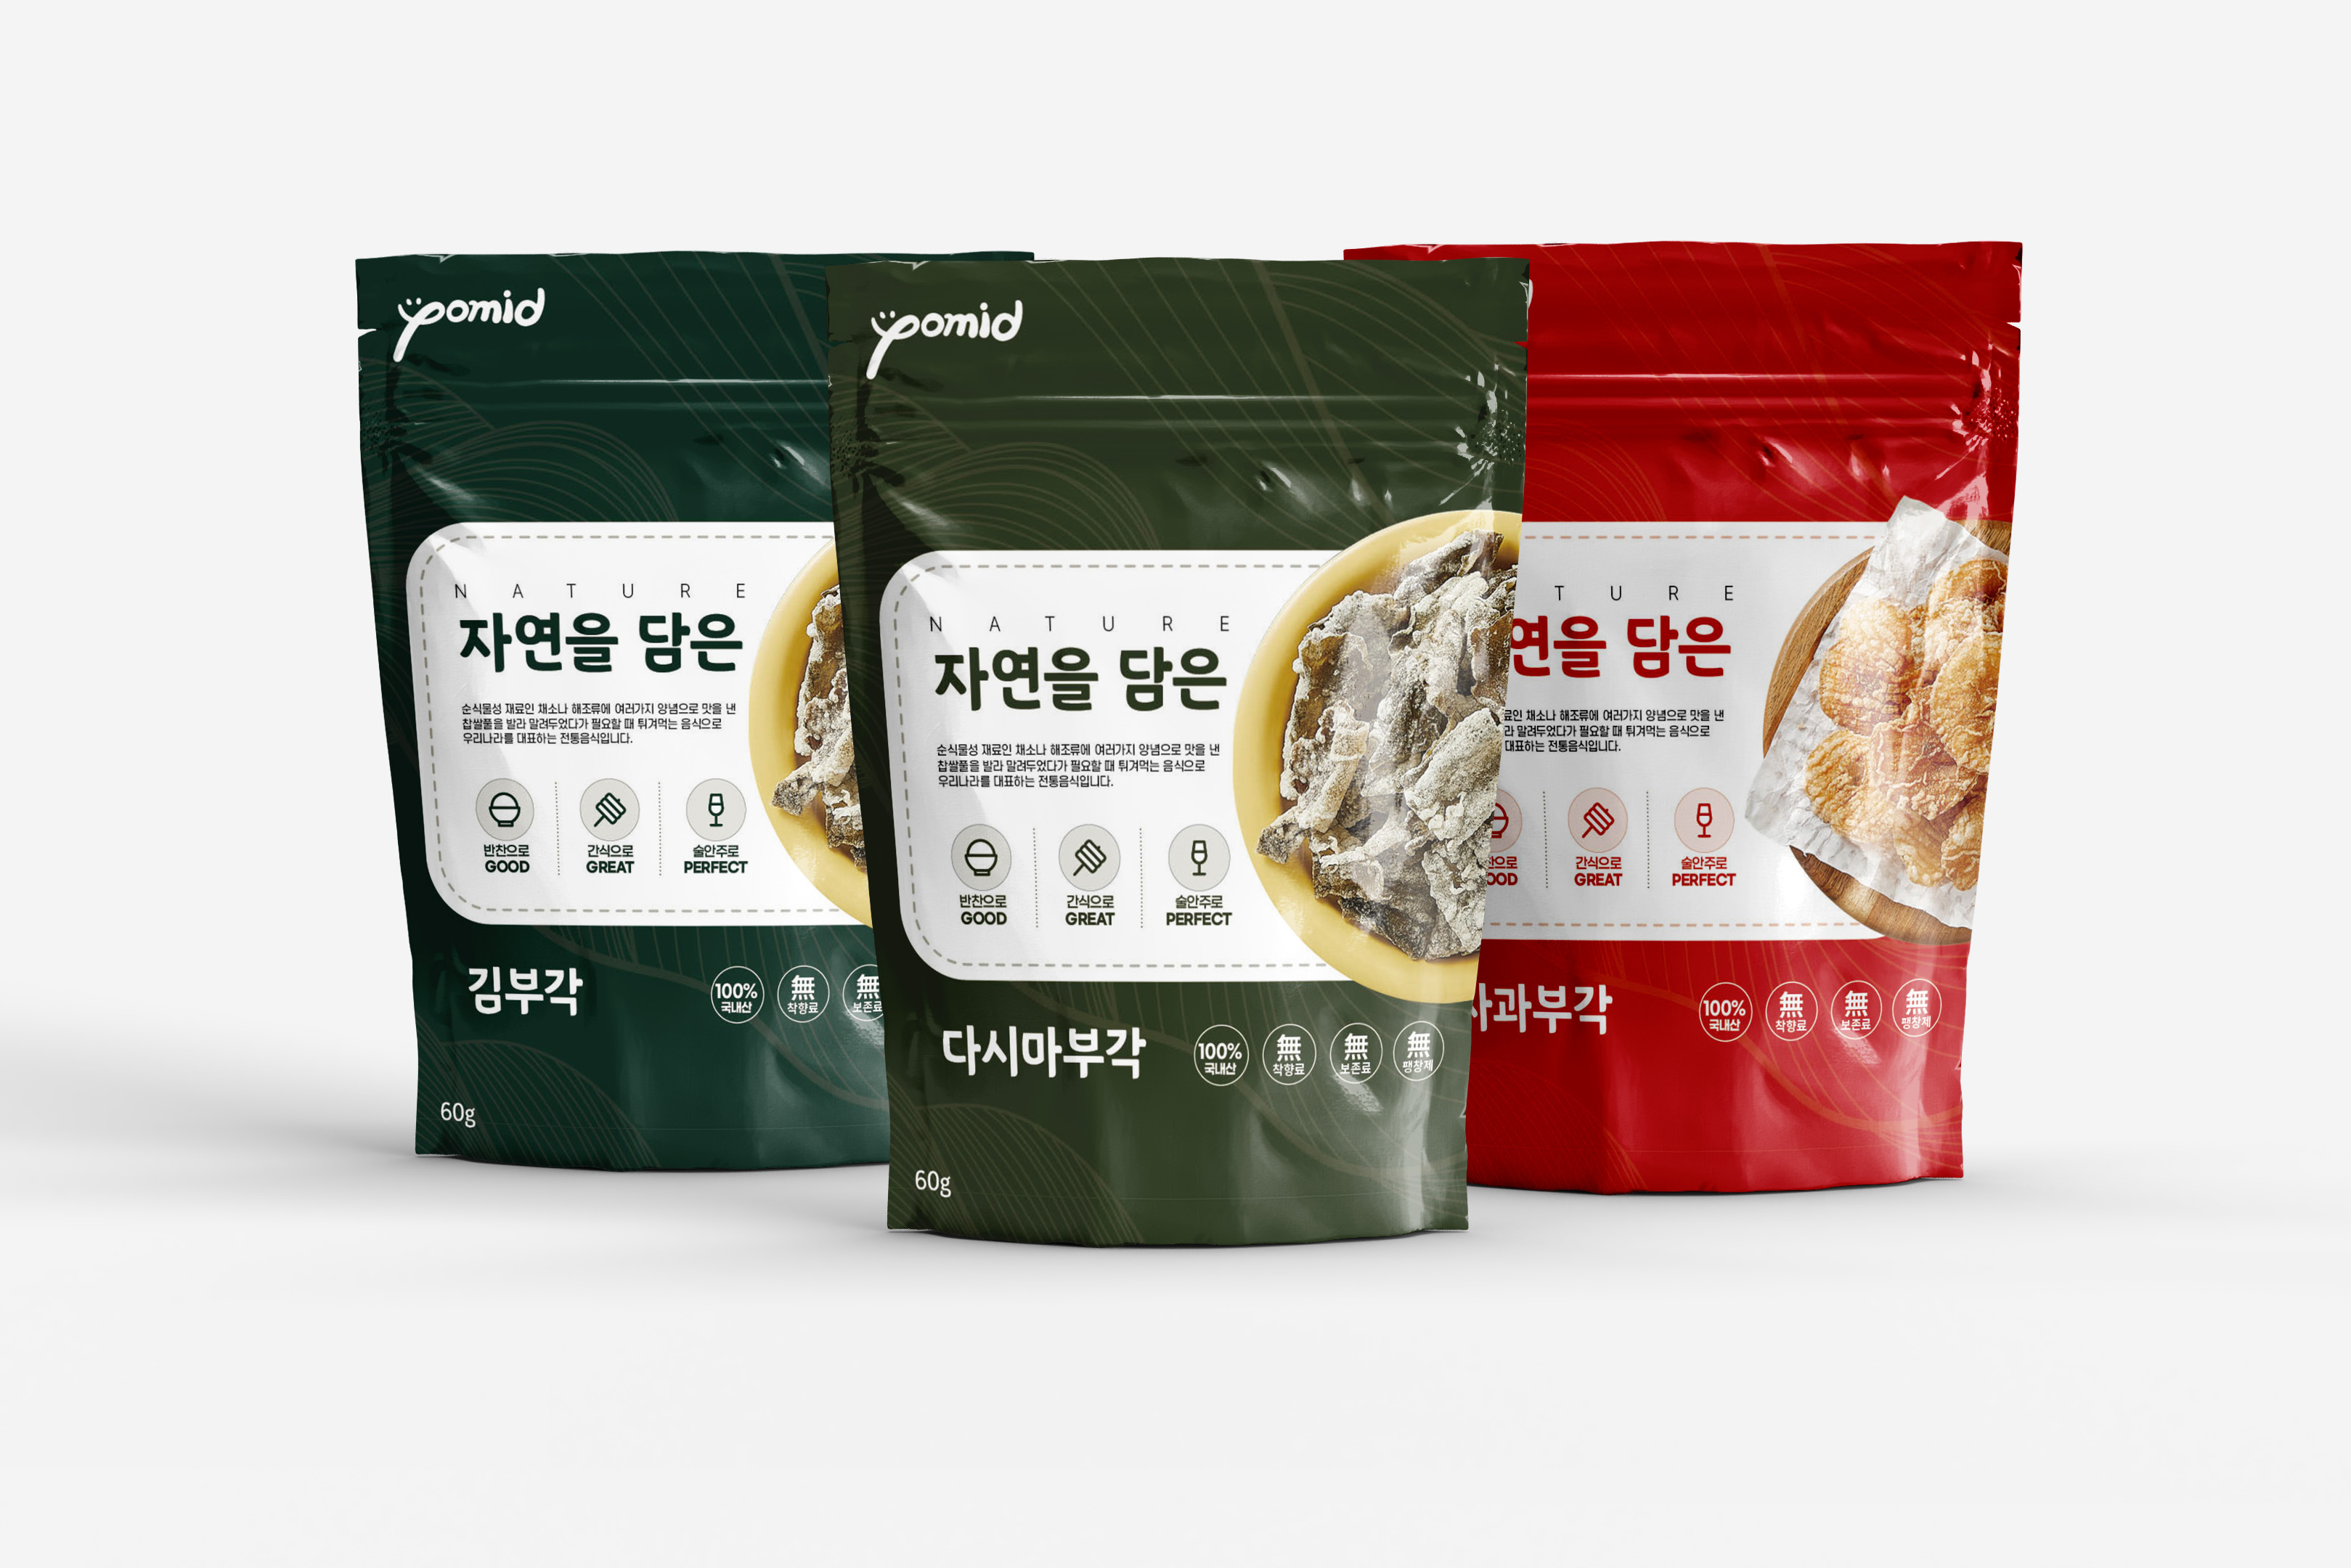 yomid
N A T U R E
자연을 담은
순식물성 재료인 채소나 해조류에 여러가지 양념으로 맛을 낸
찹쌀풀을 발라 말려두었다가 필요할 때 튀겨먹는 음식으로
우리나라를 대표하는 전통음식입니다.
반찬으로 간식으로 술안주로
GOOD GREAT PERFECT
김부각
100% 無 無
국내산 착향료 보존료
60g
yomid
N A T U R E
자연을 담은
순식물성 재료인 채소나 해조류에 여러가지 양념으로 맛을 낸
찹쌀풀을 발라 말려두었다가 필요할 때 튀겨먹는 음식으로
우리나라를 대표하는 전통음식입니다.
반찬으로 간식으로 술안주로
GOOD GREAT PERFECT
다시마부각
100% 無 無 無
국내산 착향료 보존료 팽창제
60g
T U R E
연을 담은
료인 채소나 해조류에 여러가지 양념으로 맛을 낸
라 말려두었다가 필요할 때 튀겨먹는 음식으로
대표하는 전통음식입니다.
찬으로 간식으로 술안주로
OOD GREAT PERFECT
사과부각
100% 無 無 無
국내산 착향료 보존료 팽창제